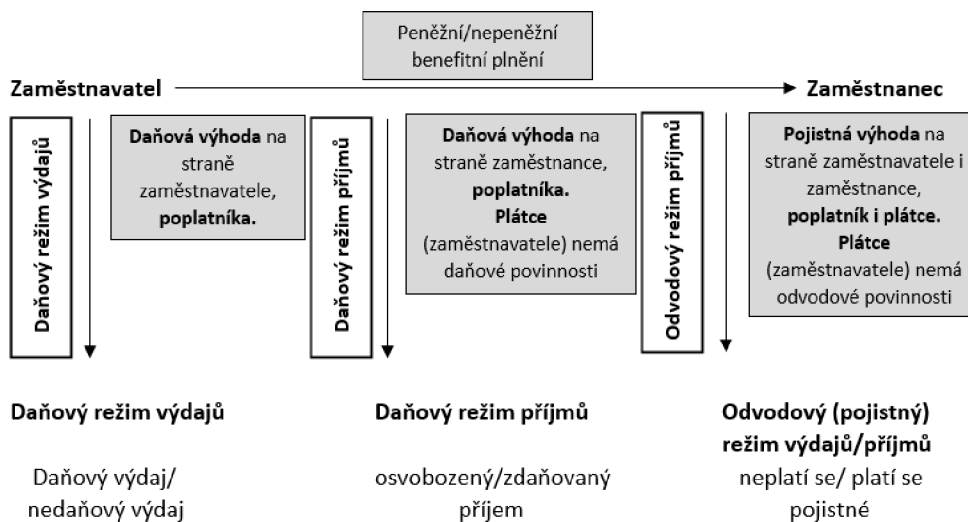 Peněžní/nepeněžní
benefitní plnění
Zaměstnavatel
Zaměstnanec
Daňový režim výdajů
Daňová výhoda na
straně
zaměstnavatele,
poplatníka.
Daňový režim příjmů
Daňová výhoda na
straně zaměstnance,
poplatníka.
Plátce
(zaměstnavatele) nemá
daňové povinnosti
Odvodový režim příjmů
Pojistná výhoda na
straně zaměstnavatele i
zaměstnance,
poplatník i plátce.
Plátce
(zaměstnavatele) nemá
odvodové povinnosti
Daňový režim výdajů
Daňový výdaj/
nedaňový výdaj
Daňový režim příjmů
osvobozený/zdaňovaný
příjem
Odvodový (pojistný)
režim výdajů/příjmů
neplatí se/ platí se
pojistné